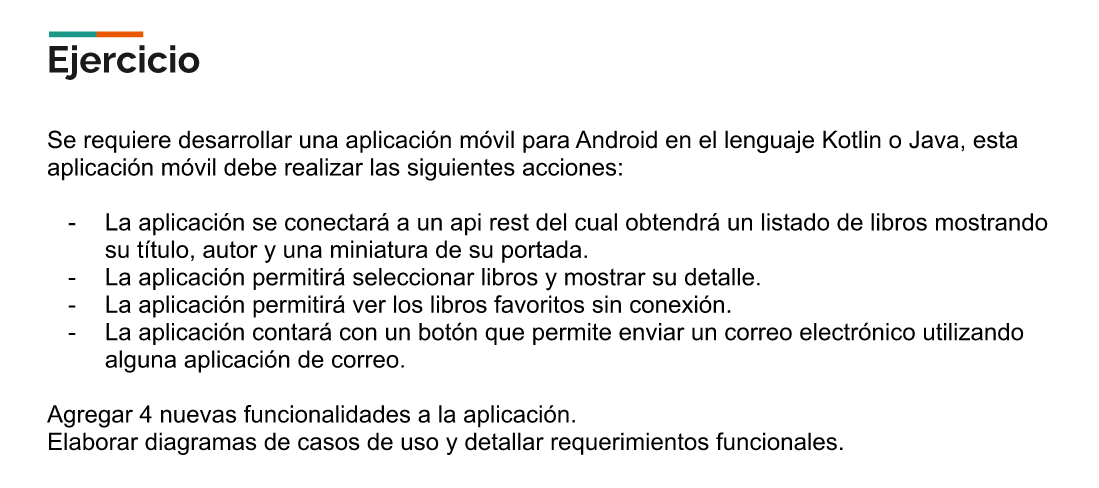 Ejercicio
Se requiere desarrollar una aplicación móvil para Android en el lenguaje Kotlin o Java, esta
aplicación móvil debe realizar las siguientes acciones:
- La aplicación se conectará a un api rest del cual obtendrá un listado de libros mostrando
su título, autor y una miniatura de su portada.
- La aplicación permitirá seleccionar libros y mostrar su detalle.
- La aplicación permitirá ver los libros favoritos sin conexión.
- La aplicación contará con un botón que permite enviar un correo electrónico utilizando
alguna aplicación de correo.
Agregar 4 nuevas funcionalidades a la aplicación.
Elaborar diagramas de casos de uso y detallar requerimientos funcionales.